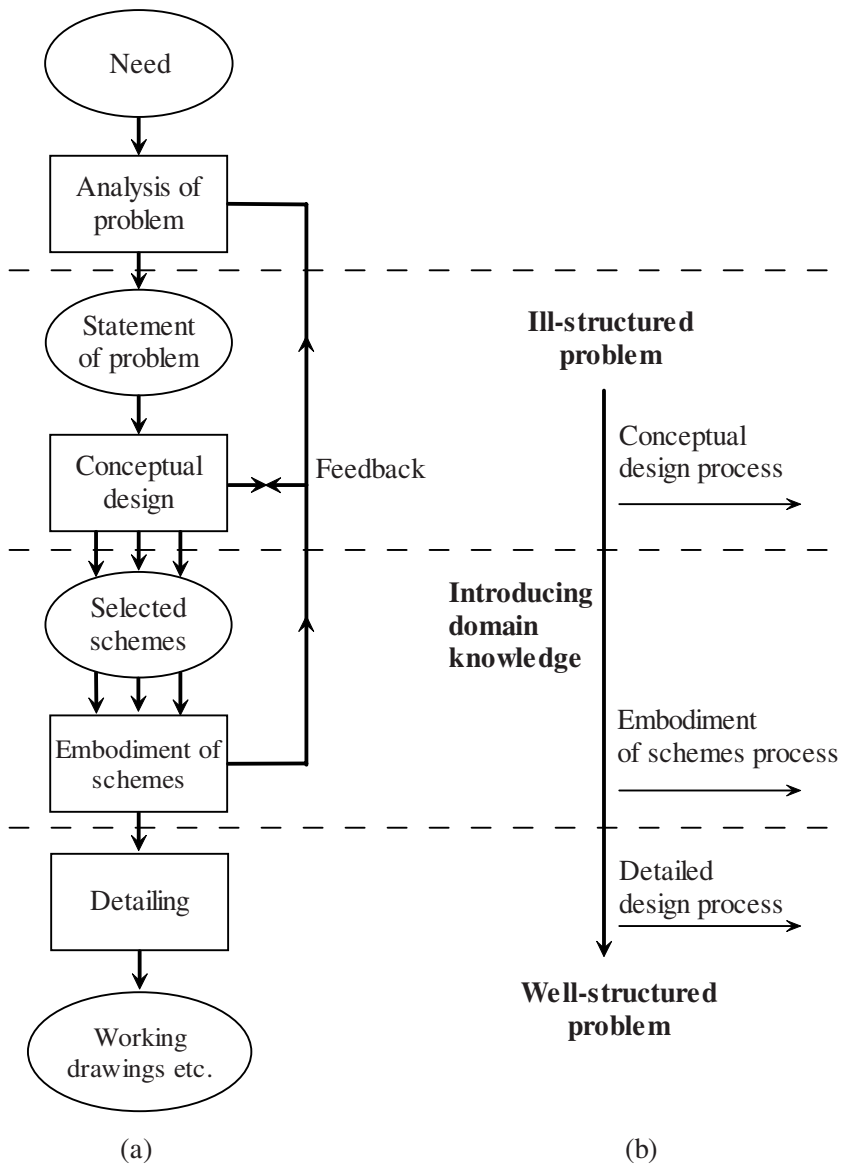 Need
Analysis of
problem
Statement
of problem
Conceptual
design
Feedback
Selected
schemes
Embodiment of
schemes
Detailing
Working
drawings etc.
(a)
Ill-structured
problem
Conceptual
design process
Introducing
domain
knowledge
Embodiment
of schemes process
Detailed
design process
Well-structured
problem
(b)